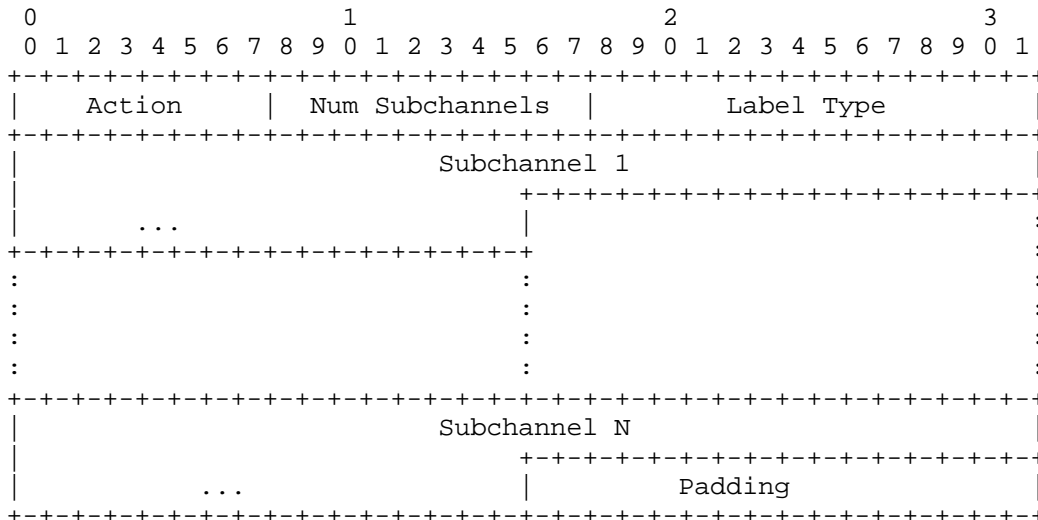 0                   1                   2                   3
 0 1 2 3 4 5 6 7 8 9 0 1 2 3 4 5 6 7 8 9 0 1 2 3 4 5 6 7 8 9 0 1
+-+-+-+-+-+-+-+-+-+-+-+-+-+-+-+-+-+-+-+-+-+-+-+-+-+-+-+-+-+-+-+-+
|    Action     |  Num Subchannels  |        Label Type         |
+-+-+-+-+-+-+-+-+-+-+-+-+-+-+-+-+-+-+-+-+-+-+-+-+-+-+-+-+-+-+-+-+
|                          Subchannel 1                         |
|                               +-+-+-+-+-+-+-+-+-+-+-+-+-+-+-+-+
|       ...                     |                               :
+-+-+-+-+-+-+-+-+-+-+-+-+-+-+-+-+                               :
:                               :                               :
:                               :                               :
:                               :                               :
:                               :                               :
+-+-+-+-+-+-+-+-+-+-+-+-+-+-+-+-+-+-+-+-+-+-+-+-+-+-+-+-+-+-+-+-+
|                          Subchannel N                         |
|                               +-+-+-+-+-+-+-+-+-+-+-+-+-+-+-+-+
|           ...                 |         Padding               |
+-+-+-+-+-+-+-+-+-+-+-+-+-+-+-+-+-+-+-+-+-+-+-+-+-+-+-+-+-+-+-+-+